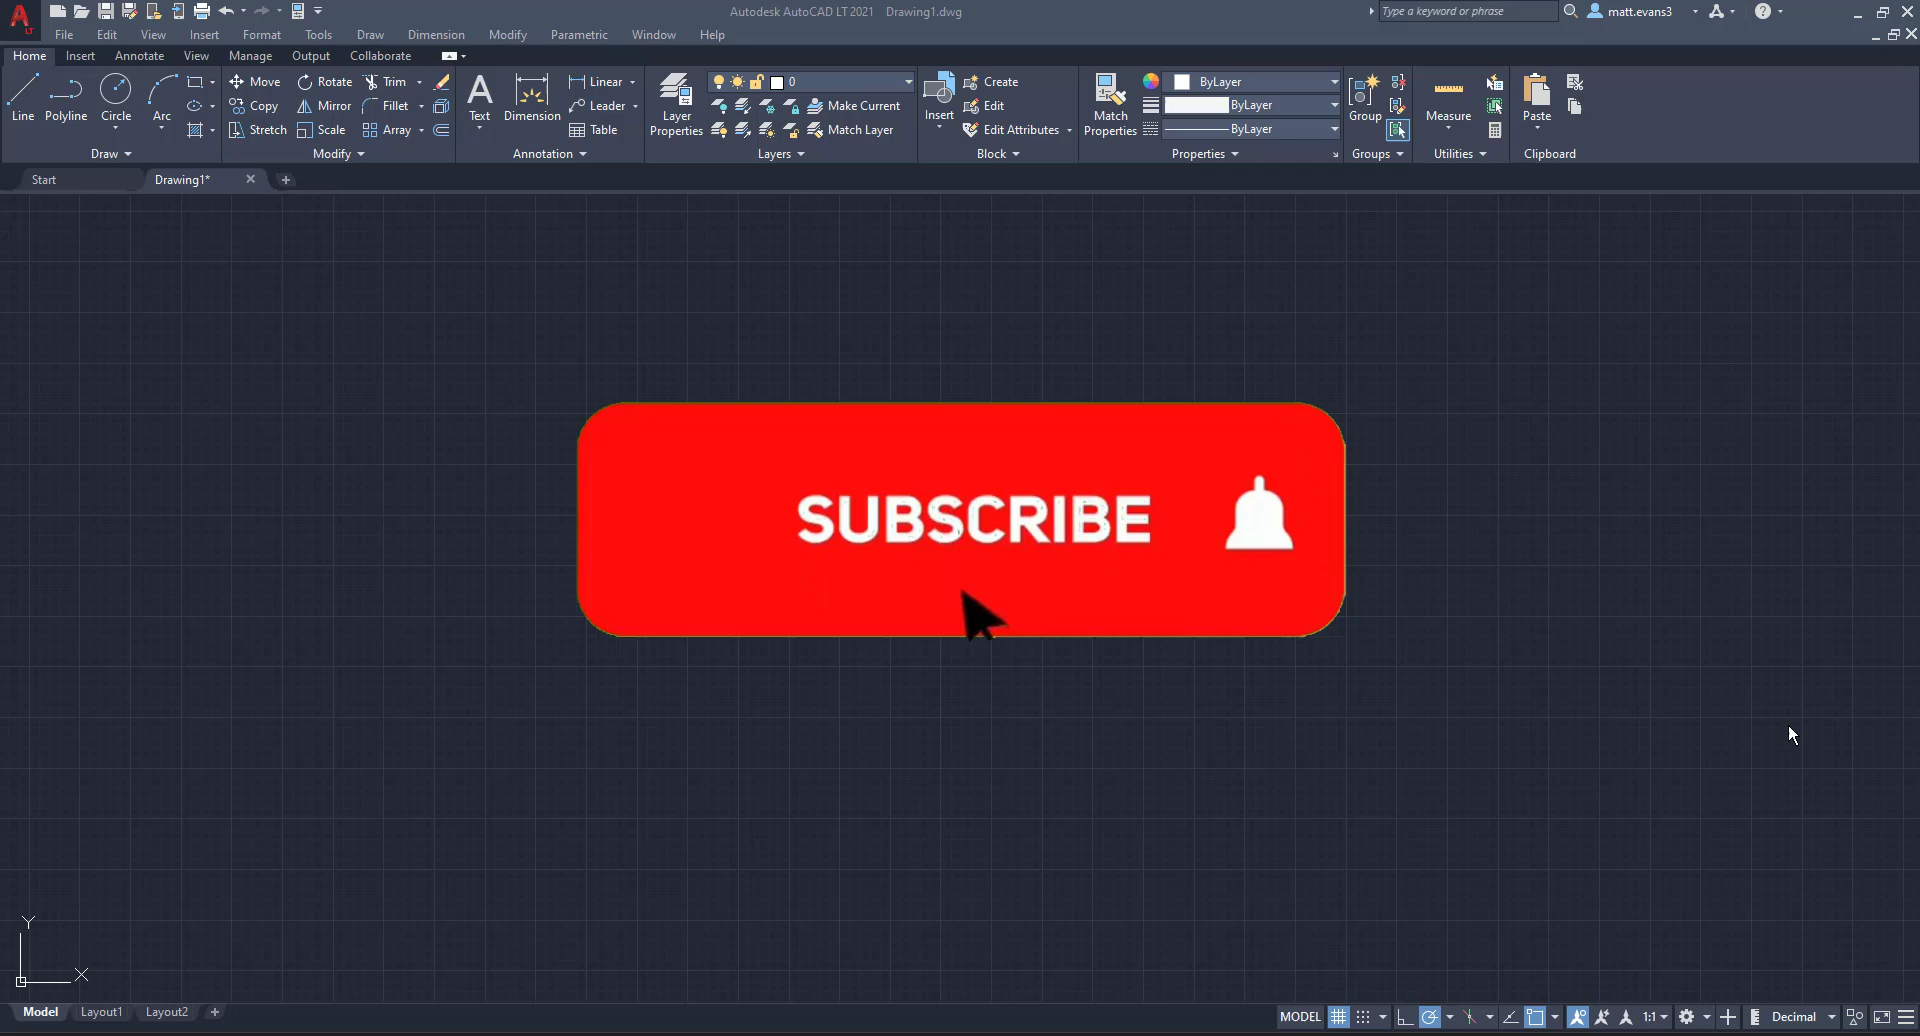 Autodesk AutoCAD LT 2021 Drawing1.dwg
Type a keyword or phrase
matt.evans3
LT
File Edit View Insert Format Tools Draw Dimension Modify Parametric Window Help
Home Insert Annotate View Manage Output Collaborate
Line Polyline Circle Arc
Move Rotate Trim
Copy Mirror Fillet
Stretch Scale Array
Text Dimension
Linear
Leader
Table
Layer Properties
0
Make Current
Match Layer
Insert
Create
Edit
Edit Attributes
Match Properties
ByLayer
ByLayer
ByLayer
Group
Measure
Paste
Draw Modify Annotation Layers Block Properties Groups Utilities Clipboard
Start Drawing1*
SUBSCRIBE
Y
X
Model Layout1 Layout2
MODEL 1:1 Decimal